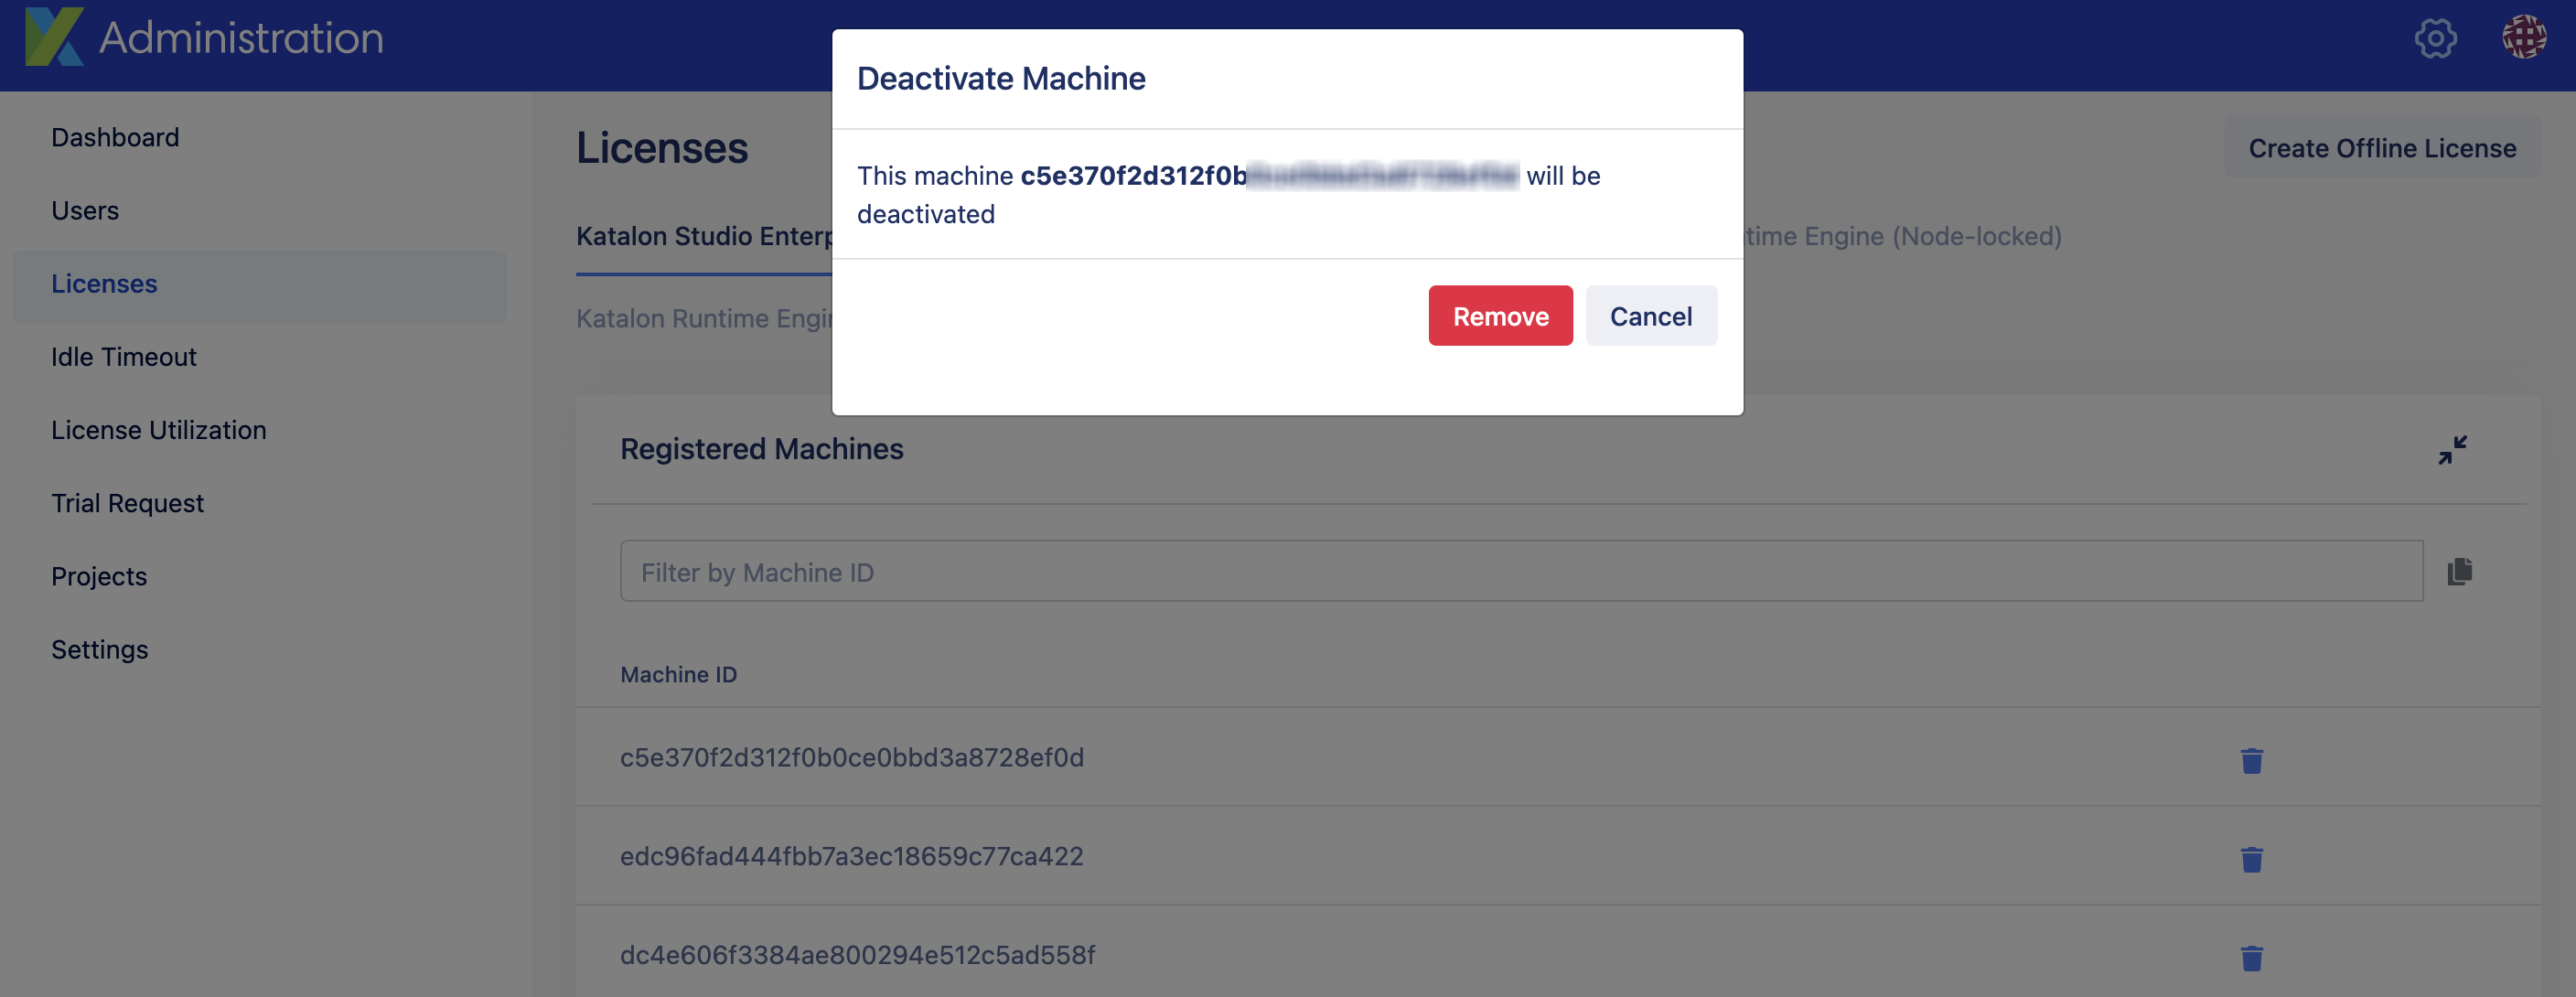 Administration
Deactivate Machine
This machine c5e370f2d312f0b will be
deactivated
Remove
Cancel
Dashboard
Users
Licenses
Idle Timeout
License Utilization
Trial Request
Projects
Settings
Licenses
Create Offline License
Katalon Studio Enterp
time Engine (Node-locked)
Katalon Runtime Engin
Registered Machines
Filter by Machine ID
Machine ID
c5e370f2d312f0b0ce0bbd3a8728ef0d
edc96fad444fbb7a3ec18659c77ca422
dc4e606f3384ae800294e512c5ad558f